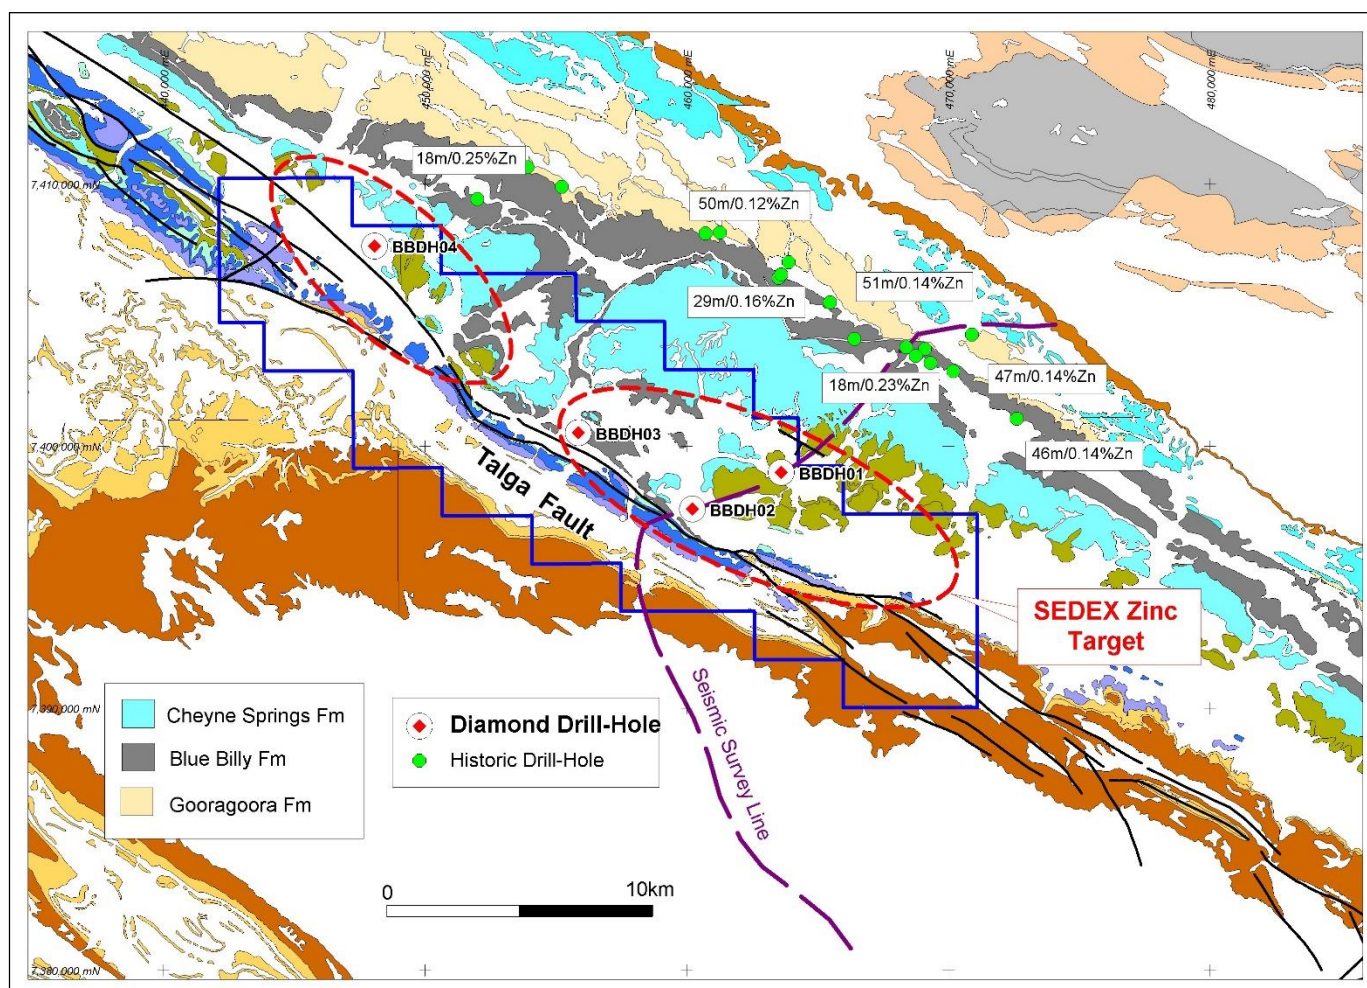 440,000 mE
450,000 mE
460,000 mE
470,000 mE
480,000 mE
7,410,000 mN
18m/0.25%Zn
50m/0.12%Zn
BBDH04
51m/0.14%Zn
29m/0.16%Zn
47m/0.14%Zn
18m/0.23%Zn
7,400,000 mN
BBDH03
46m/0.14%Zn
BBDH01
BBDH02
Talga Fault
SEDEX Zinc
Target
Seismic Survey Line
7,390,000 mN
Cheyne Springs Fm
Blue Billy Fm
Gooragoora Fm
Diamond Drill-Hole
Historic Drill-Hole
0
10km
7,380,000 mN